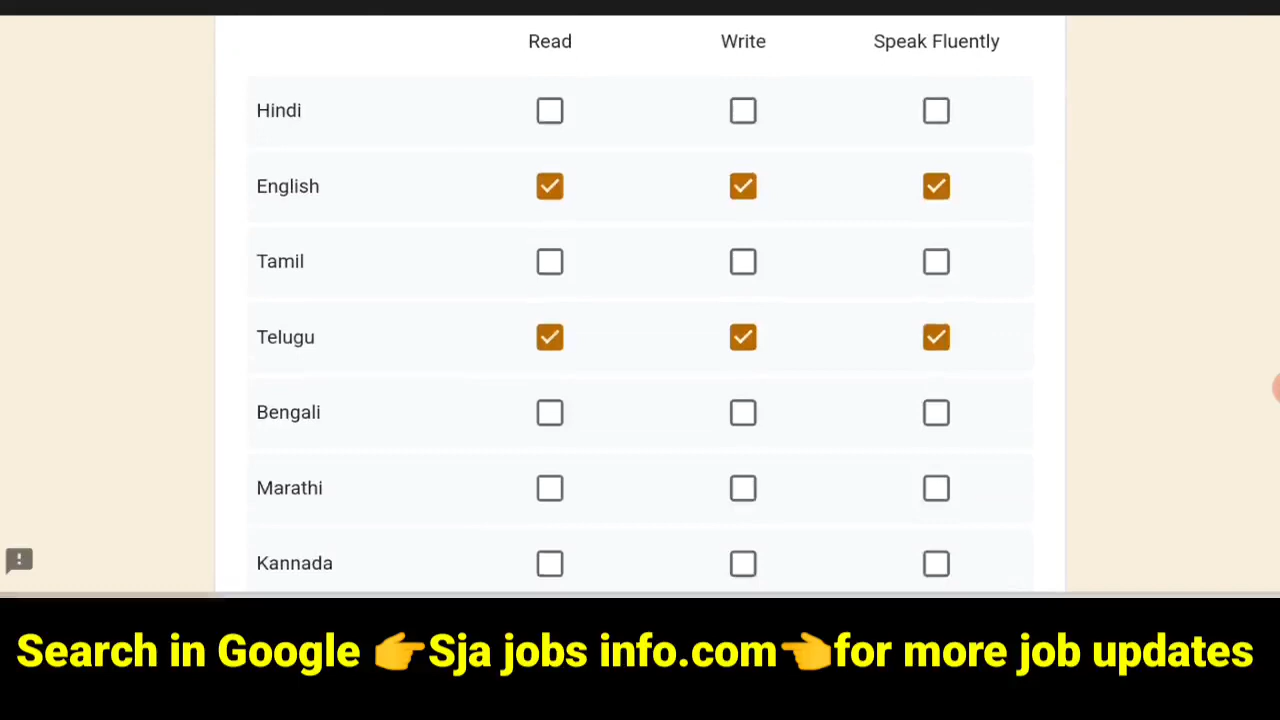 Read Write Speak Fluently
Hindi
English
Tamil
Telugu
Bengali
Marathi
Kannada
Search in Google 👉Sja jobs info.com👈for more job updates